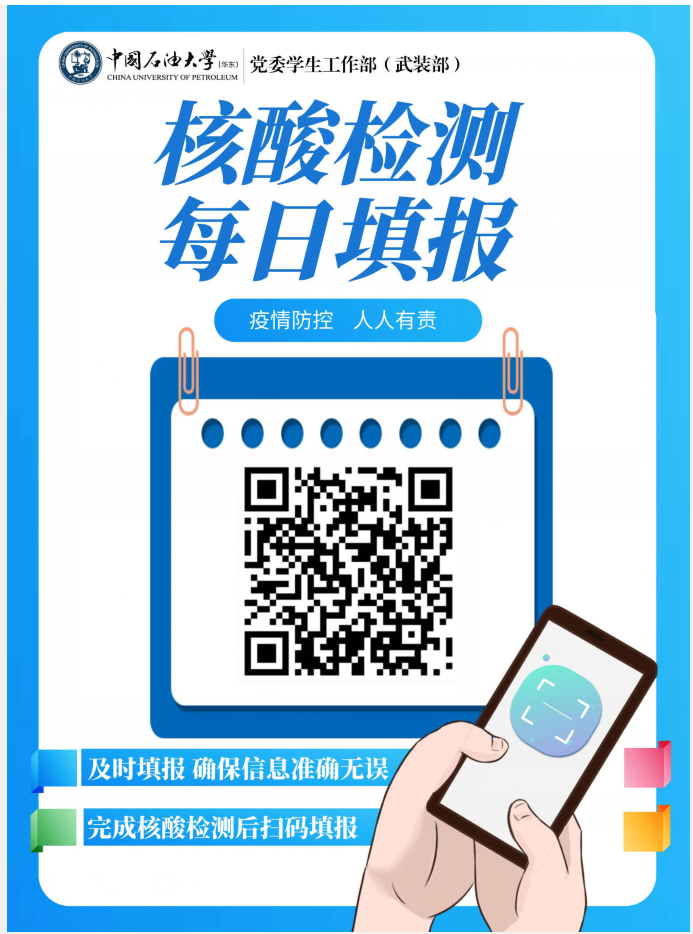 中国石油大学(华东) 党委学生工作部（武装部）
CHINA UNIVERSITY OF PETROLEUM
核酸检测
每日填报
疫情防控 人人有责
及时填报 确保信息准确无误
完成核酸检测后扫码填报